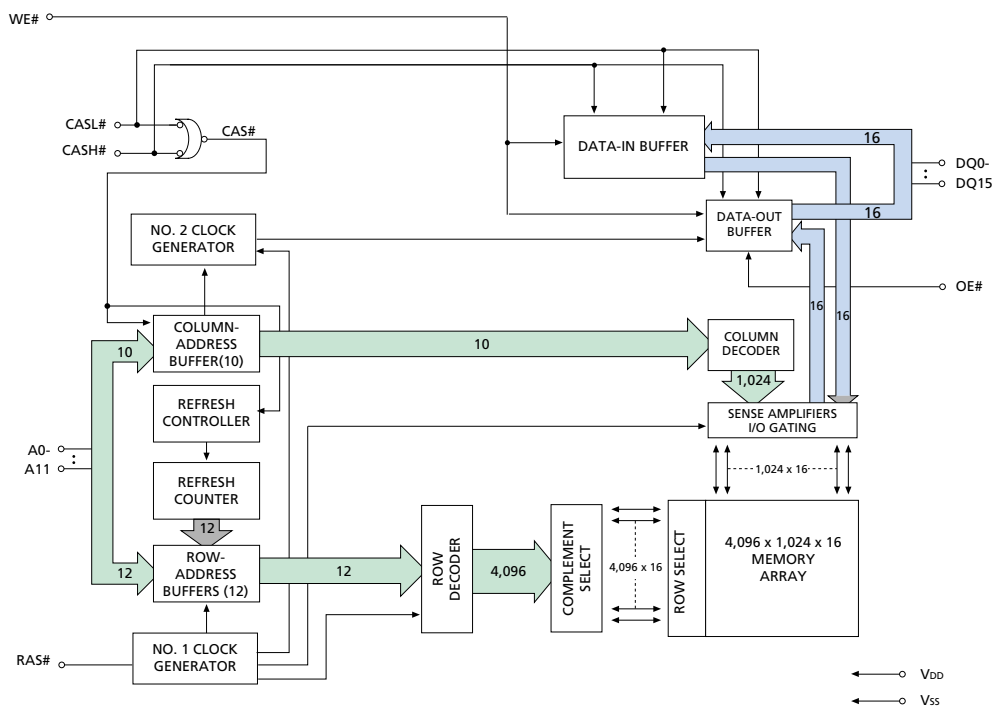 WE#
CASL#
CASH#
CAS#
DATA-IN BUFFER
16
DQ0-
DQ15
DATA-OUT
BUFFER
16
NO. 2 CLOCK
GENERATOR
OE#
16
16
COLUMN-
ADDRESS
BUFFER(10)
10
10
COLUMN
DECODER
1,024
REFRESH
CONTROLLER
SENSE AMPLIFIERS
I/O GATING
A0-
A11
REFRESH
COUNTER
1,024 x 16
12
ROW-
ADDRESS
BUFFERS (12)
12
12
ROW
DECODER
4,096
COMPLEMENT
SELECT
4,096 x 16
ROW SELECT
4,096 x 1,024 x 16
MEMORY
ARRAY
RAS#
NO. 1 CLOCK
GENERATOR
VDD
VSS